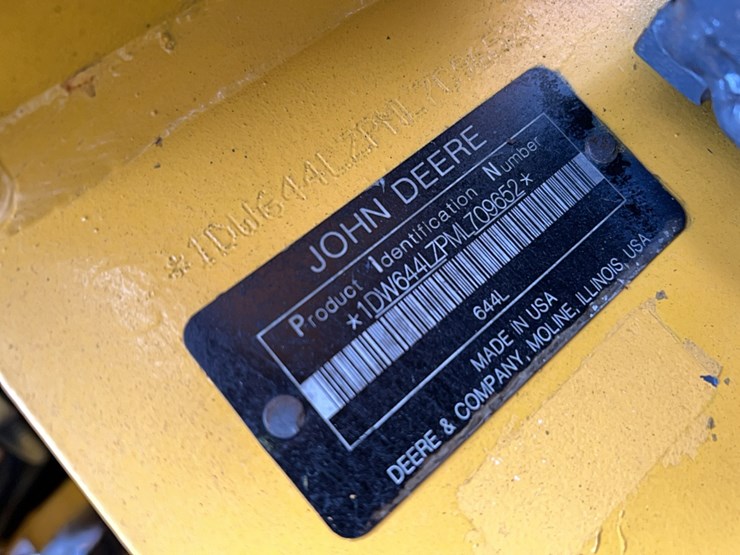 JOHN DEERE
Product Identification Number
*1DW644LZPMLZ09652*
644L
MADE IN USA
DEERE & COMPANY, MOLINE, ILLINOIS, USA